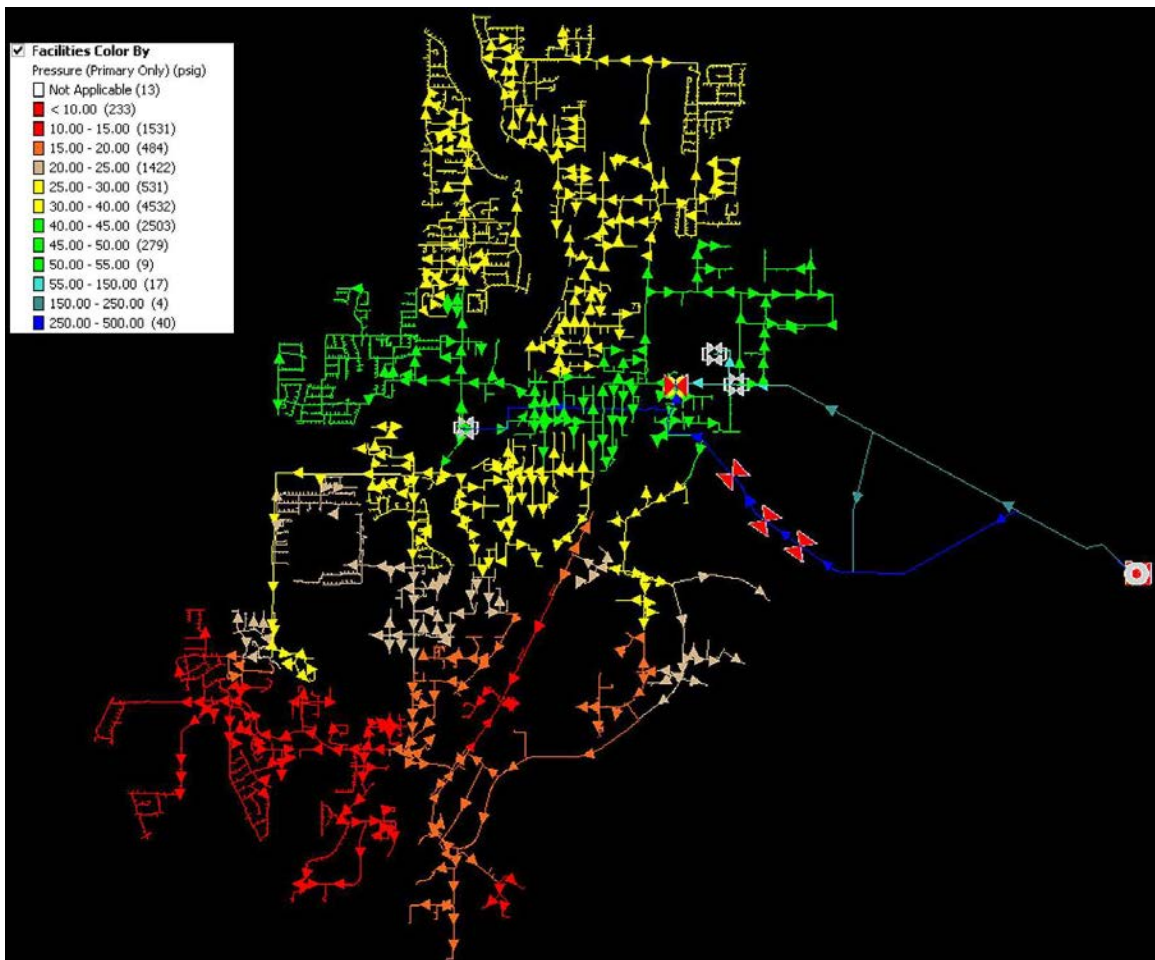 Facilities Color By
Pressure (Primary Only) (psig)
Not Applicable (13)
< 10.00 (233)
10.00 - 15.00 (1531)
15.00 - 20.00 (484)
20.00 - 25.00 (1422)
25.00 - 30.00 (531)
30.00 - 40.00 (4532)
40.00 - 45.00 (2503)
45.00 - 50.00 (279)
50.00 - 55.00 (9)
55.00 - 150.00 (17)
150.00 - 250.00 (4)
250.00 - 500.00 (40)